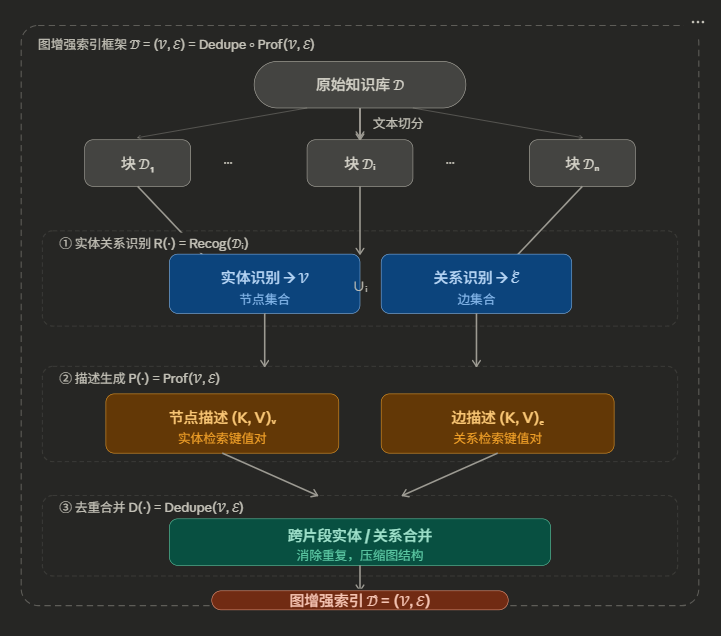 图增强索引框架 𝒟 = (𝒱, ℰ) = Dedupe∘Prof(𝒱, ℰ)
原始知识库 𝒟
文本切分
块 𝒟₁
...
块 𝒟ᵢ
...
块 𝒟ₙ
① 实体关系识别 R(·) = Recog(𝒟ᵢ)
实体识别 → 𝒱
节点集合
∪ᵢ
关系识别 → ℰ
边集合
② 描述生成 P(·) = Prof(𝒱, ℰ)
节点描述 (K, V)ᵥ
实体检索键值对
边描述 (K, V)ₑ
关系检索键值对
③ 去重合并 D(·) = Dedupe(𝒱, ℰ)
跨片段实体 / 关系合并
消除重复，压缩图结构
图增强索引 𝒟 = (𝒱, ℰ)